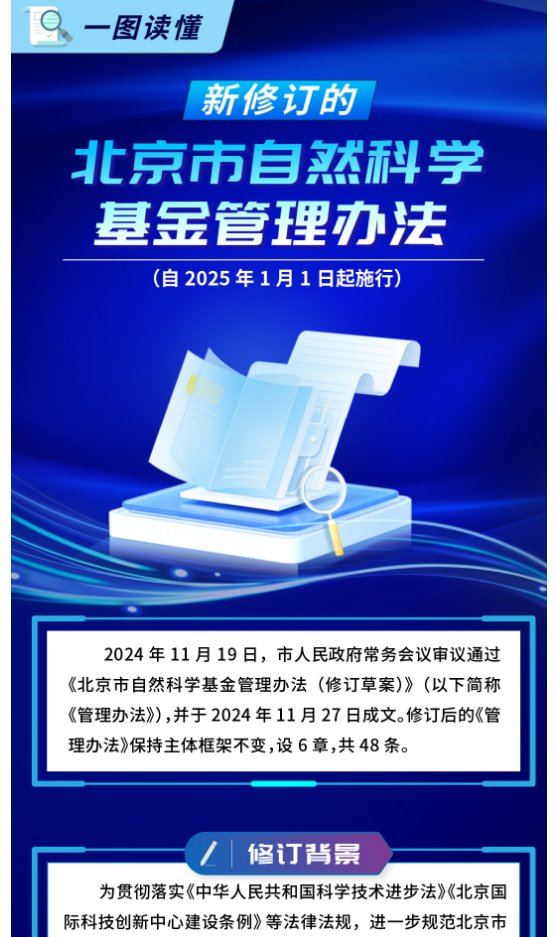 一图读懂
新修订的
北京市自然科学
基金管理办法
（自 2025 年 1 月 1 日起施行）
2024 年 11 月 19 日，市人民政府常务会议审议通过
《北京市自然科学基金管理办法（修订草案）》（以下简称
《管理办法》），并于 2024 年 11 月 27 日成文。修订后的《管
理办法》保持主体框架不变，设 6 章，共 48 条。
修订背景
为贯彻落实《中华人民共和国科学技术进步法》《北京国
际科技创新中心建设条例》等法律法规，进一步规范北京市